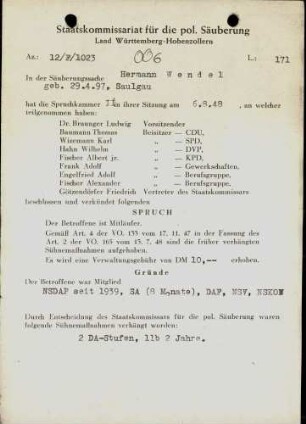 Staatskommissariat für die pol. Säuberung
Land Württemberg-Hohenzollern
Az.: 12/P/1023 006 L: 171
In der Säuberungssache Hermann Wendel
geb. 29.4.97, Saulgau
hat die Spruchkammer II in ihrer Sitzung am 6.8.48 , an welcher
teilgenommen haben:
Dr. Braunger Ludwig Vorsitzender
Baumann Thomas Beisitzer — CDU,
Wizemann Karl „ — SPD,
Hahn Wilhelm „ — DVP,
Fischer Albert jr. „ — KPD,
Frank Adolf „ — Gewerkschaften,
Engelfried Adolf „ — Berufsgruppe,
Fischer Alexander „ — Berufsgruppe,
Götzendörfer Friedrich Vertreter des Staatskommissars
beschlossen und verkündet folgenden
SPRUCH
Der Betroffene ist Mitläufer.
Gemäß Art. 4 der VO. 133 vom 17. 11. 47 in der Fassung des
Art. 2 der VO. 165 vom 15. 7. 48 sind die früher verhängten
Sühnemaßnahmen aufgehoben.
Es wird eine Verwaltungsgebühr von DM 10,-- erhoben.
Gründe
Der Betroffene war Mitglied
NSDAP seit 1939, SA (8 Monate), DAF, NSV, NSKOV
Durch Entscheidung des Staatskommissars für die pol. Säuberung waren
folgende Sühnemaßnahmen verhängt worden:
2 DA-Stufen, 11b 2 Jahre.